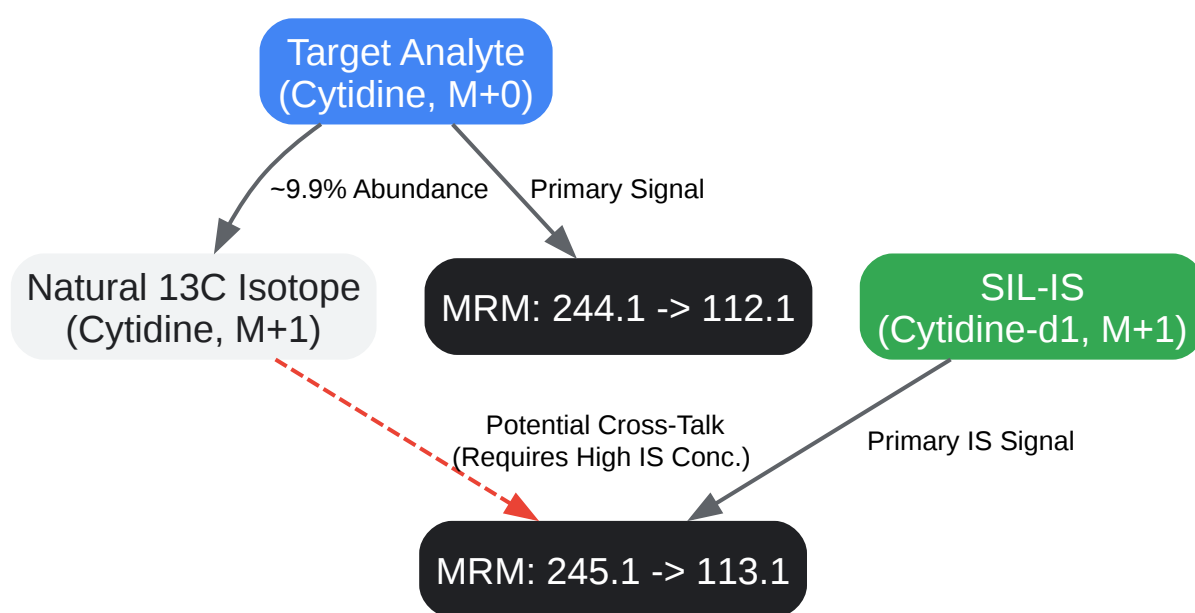 Target Analyte
(Cytidine, M+0)
~9.9% Abundance
Primary Signal
Natural 13C Isotope
(Cytidine, M+1)
MRM: 244.1 -> 112.1
SIL-IS
(Cytidine-d1, M+1)
Potential Cross-Talk
(Requires High IS Conc.)
Primary IS Signal
MRM: 245.1 -> 113.1